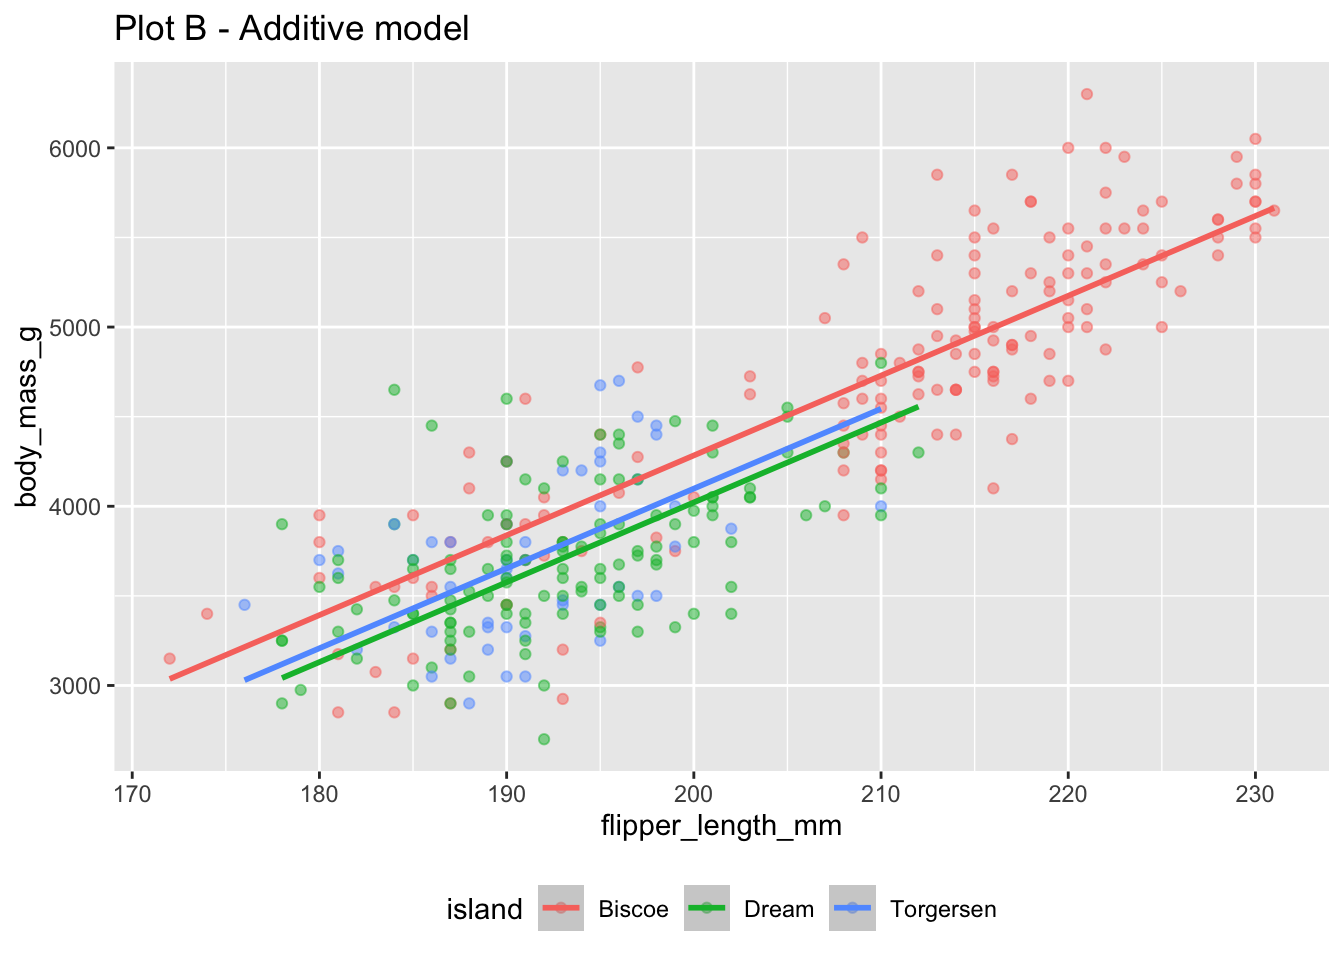 Plot B - Additive model
body_mass_g
6000
5000
4000
3000
170 180 190 200 210 220 230
flipper_length_mm
island Biscoe Dream Torgersen